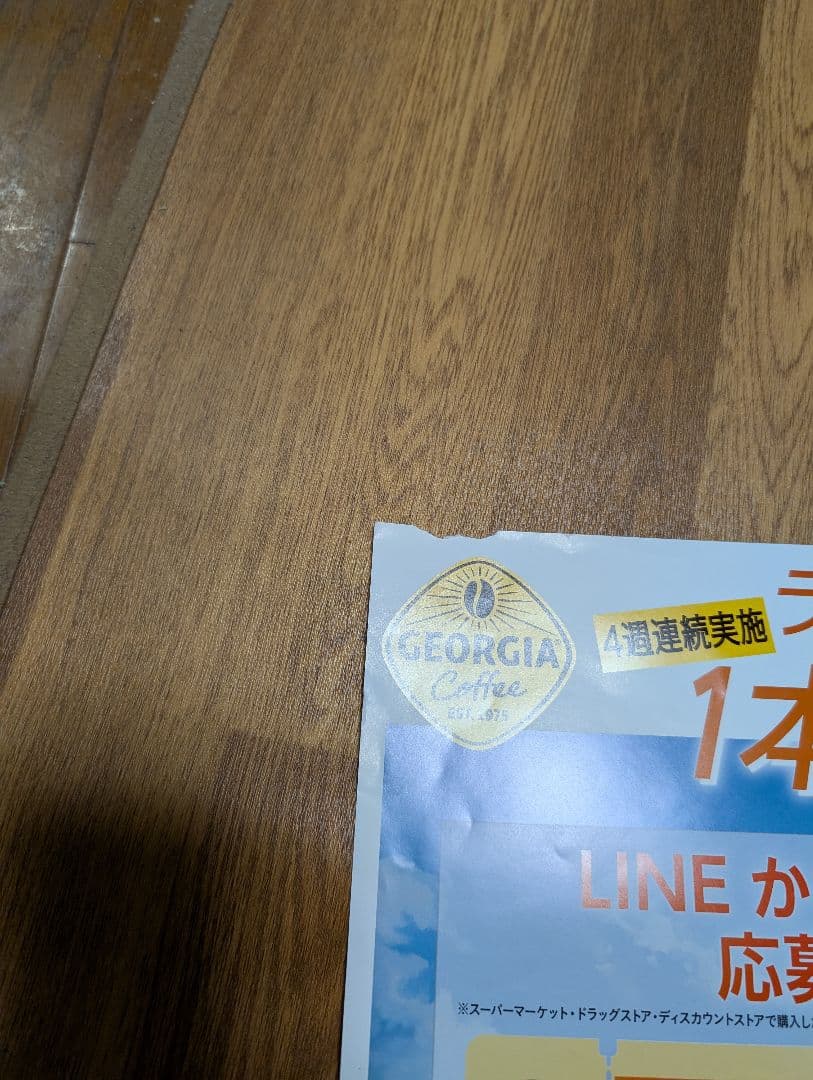 GEORGIA
Coffee
EST. 1975
4週連続実施
ラ
1本
LINE か
応募
※スーパーマーケット・ドラッグストア・ディスカウントストアで購入し